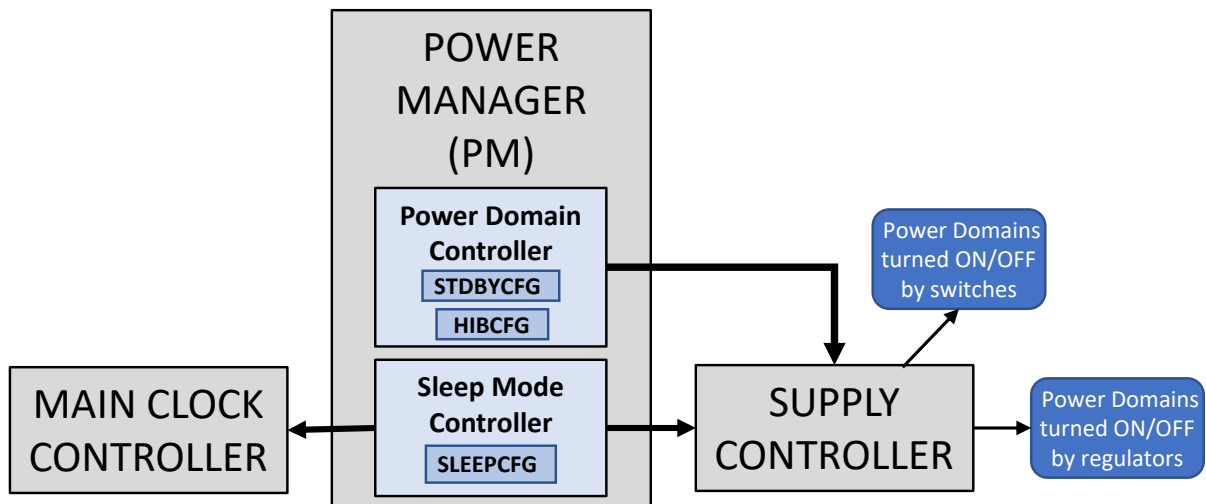 POWER
MANAGER
(PM)
Power Domain
Controller
STDBYCFG
HIBCFG
Sleep Mode
Controller
SLEEPCFG
MAIN CLOCK
CONTROLLER
SUPPLY
CONTROLLER
Power Domains
turned ON/OFF
by switches
Power Domains
turned ON/OFF
by regulators